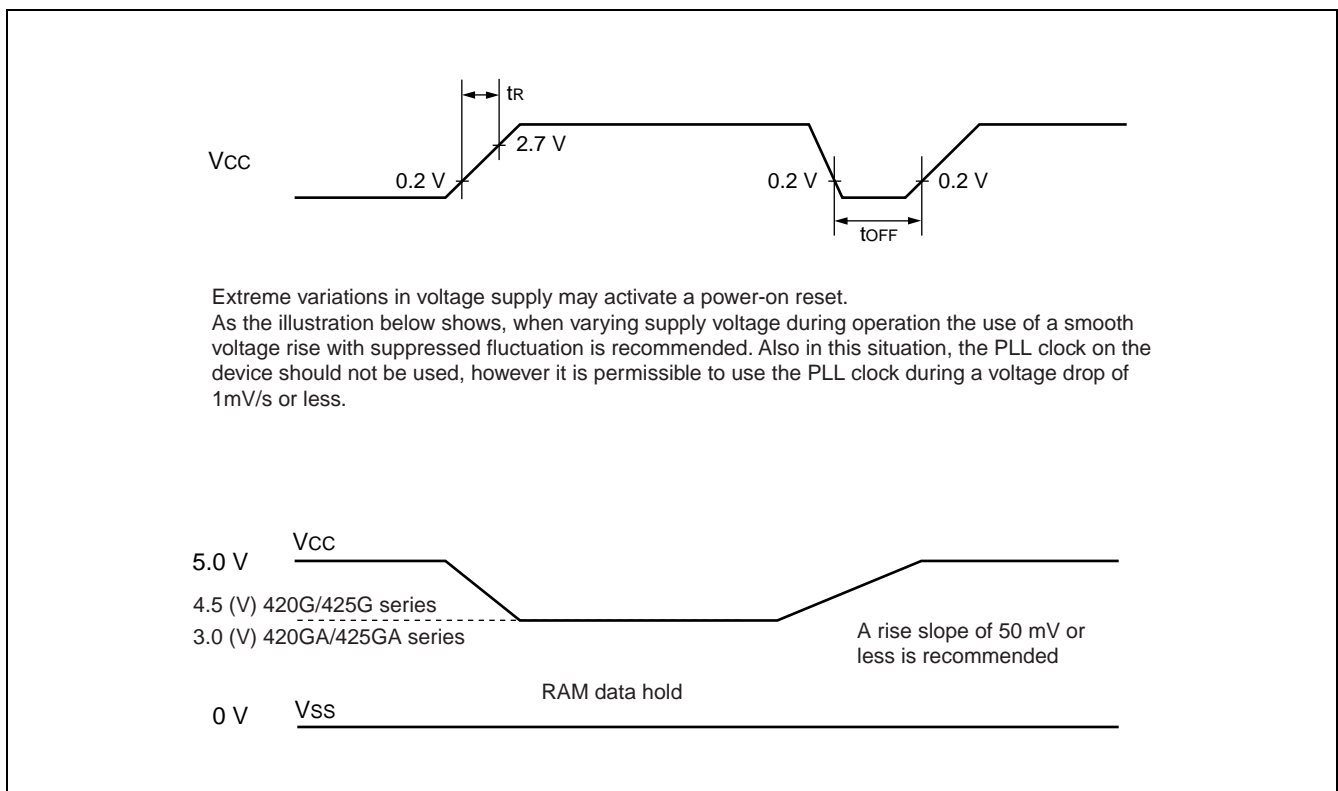 tR
2.7 V
VCC
0.2 V
0.2 V
0.2 V
tOFF
Extreme variations in voltage supply may activate a power-on reset.
As the illustration below shows, when varying supply voltage during operation the use of a smooth
voltage rise with suppressed fluctuation is recommended. Also in this situation, the PLL clock on the
device should not be used, however it is permissible to use the PLL clock during a voltage drop of
1mV/s or less.
VCC
5.0 V
4.5 (V) 420G/425G series
3.0 (V) 420GA/425GA series
A rise slope of 50 mV or
less is recommended
RAM data hold
0 V
VSS